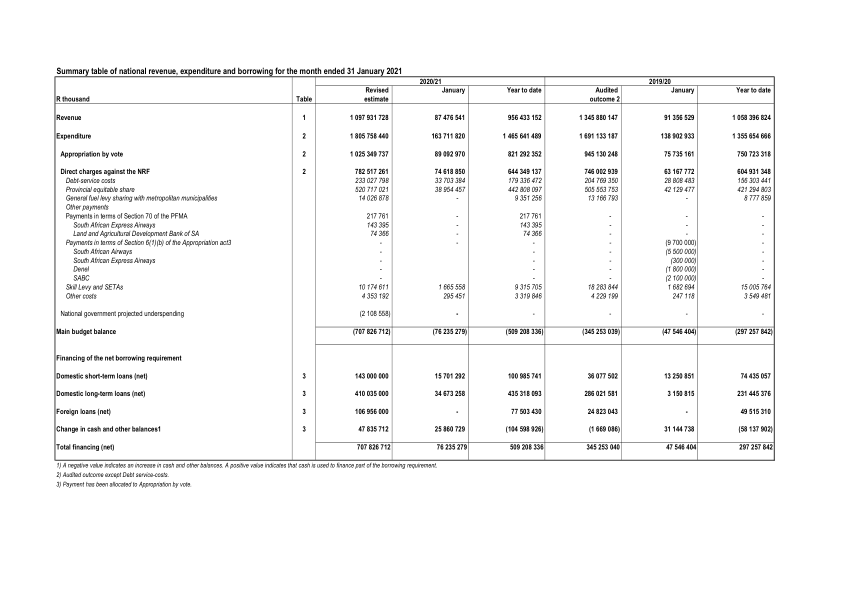 Summary table of national revenue, expenditure and borrowing for the month ended 31 January 2021
2020/21 2019/20
Revised January Year to date Audited January Year to date
R thousand Table estimate outcome 2
Revenue 1 1 097 931 728 87 476 541 956 433 152 1 345 880 147 91 356 529 1 058 396 824
Expenditure 2 1 805 758 440 163 711 820 1 465 641 489 1 691 133 187 138 902 933 1 355 654 666
Appropriation by vote 2 1 025 349 737 89 092 970 821 292 352 945 130 248 75 735 161 750 723 318
Direct charges against the NRF 2 782 517 261 74 618 850 644 349 137 746 002 939 63 167 772 604 931 348
Debt-service costs 233 027 798 33 703 384 179 336 472 204 769 350 28 808 483 156 303 441
Provincial equitable share 520 717 021 38 954 457 442 808 097 505 553 753 42 129 477 421 294 803
General fuel levy sharing with metropolitan municipalities 14 026 878 - 9 351 256 13 166 793 - 8 777 859
Other payments
Payments in terms of Section 70 of the PFMA 217 761 - 217 761 - - -
South African Express Airways 143 395 - 143 395 - - -
Land and Agricultural Development Bank of SA 74 366 - 74 366 - - -
Payments in terms of Section 6(1)(b) of the Appropriation act3 - - - - (9 700 000) -
South African Airways - - - (5 500 000) -
South African Express Airways - - - (300 000) -
Denel - - - (1 800 000) -
SABC - - - (2 100 000) -
Skill Levy and SETAs 10 174 611 1 665 558 9 315 705 18 283 844 1 682 694 15 005 764
Other costs 4 353 192 295 451 3 319 846 4 229 199 247 118 3 549 481
National government projected underspending (2 108 558) - - - - -
Main budget balance (707 826 712) (76 235 279) (509 208 336) (345 253 039) (47 546 404) (297 257 842)
Financing of the net borrowing requirement
Domestic short-term loans (net) 3 143 000 000 15 701 292 100 985 741 36 077 502 13 250 851 74 435 057
Domestic long-term loans (net) 3 410 035 000 34 673 258 435 318 093 286 021 581 3 150 815 231 445 376
Foreign loans (net) 3 106 956 000 - 77 503 430 24 823 043 - 49 515 310
Change in cash and other balances1 3 47 835 712 25 860 729 (104 598 926) (1 669 086) 31 144 738 (58 137 902)
Total financing (net) 707 826 712 76 235 279 509 208 336 345 253 040 47 546 404 297 257 842
1) A negative value indicates an increase in cash and other balances. A positive value indicates that cash is used to finance part of the borrowing requirement.
2) Audited outcome except Debt service-costs.
3) Payment has been allocated to Appropriation by vote.